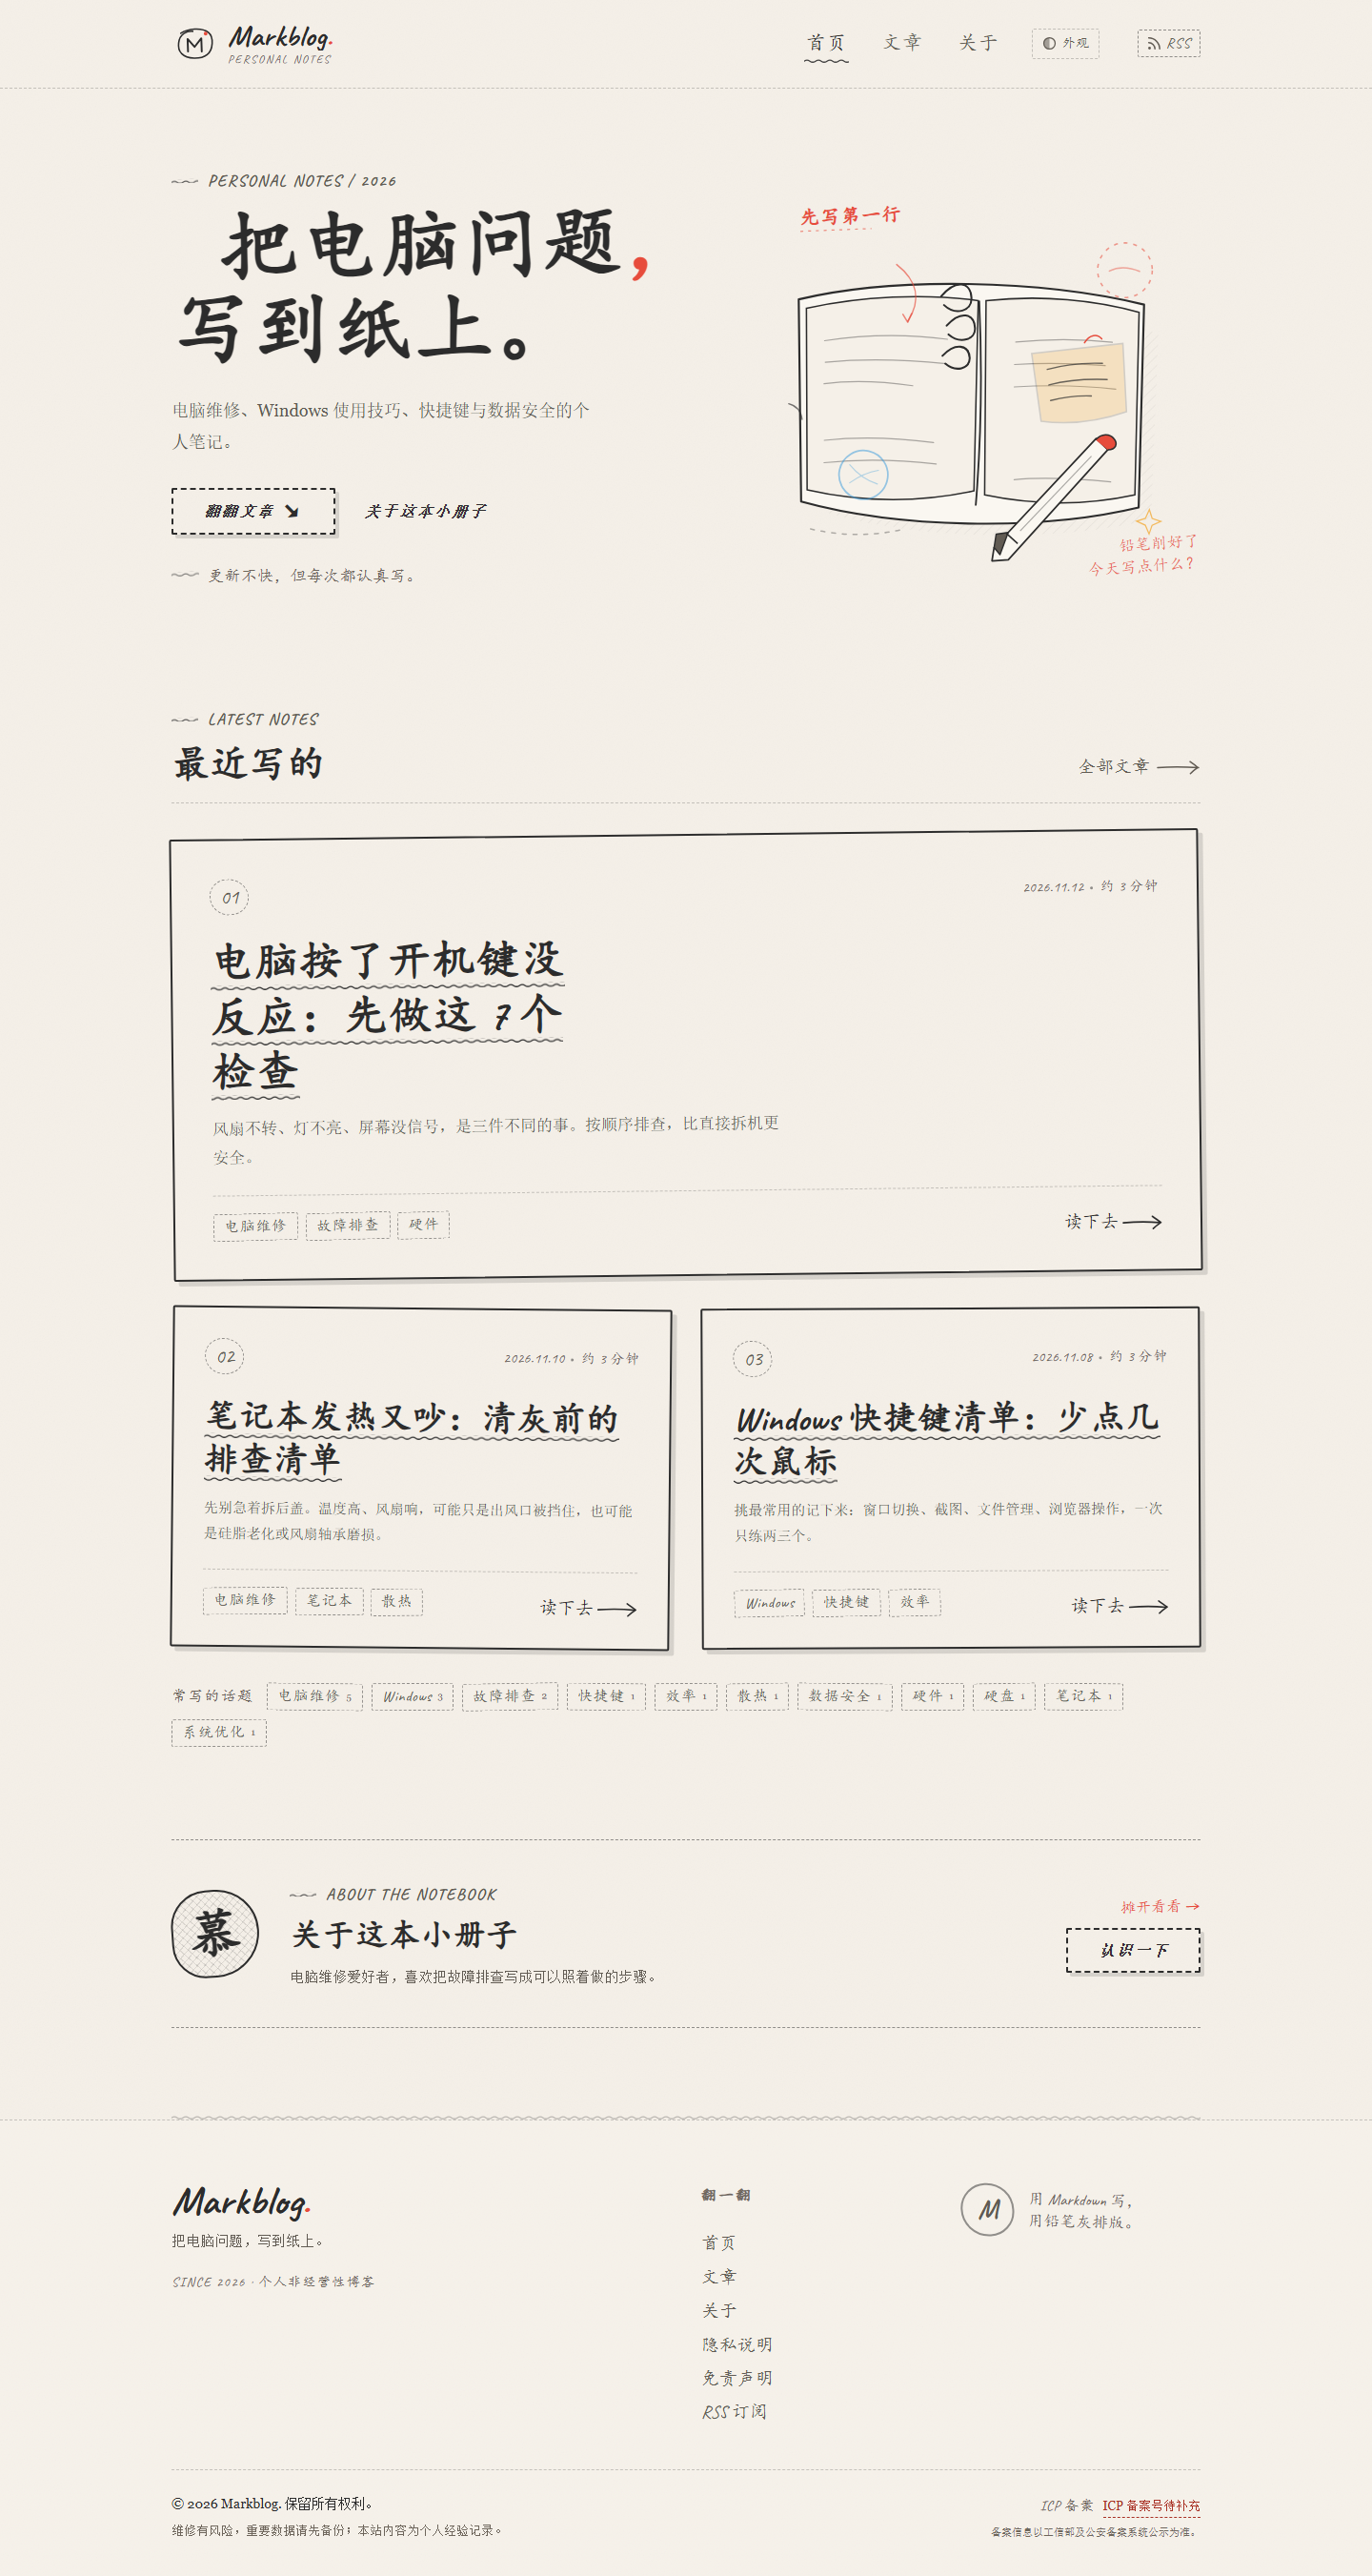 Markblog.
PERSONAL NOTES
首页
文章
关于
外观
RSS
PERSONAL NOTES / 2026
把电脑问题，
写到纸上。
电脑维修、Windows 使用技巧、快捷键与数据安全的个
人笔记。
翻翻文章 ↘
关于这本小册子
更新不快，但每次都认真写。
先写第一行
铅笔削好了
今天写点什么？
LATEST NOTES
最近写的
全部文章
01
2026.11.12 • 约 3 分钟
电脑按了开机键没
反应：先做这 7 个
检查
风扇不转、灯不亮、屏幕没信号，是三件不同的事。按顺序排查，比直接拆机更
安全。
电脑维修
故障排查
硬件
读下去
02
2026.11.10 • 约 3 分钟
笔记本发热又吵：清灰前的
排查清单
先别急着拆后盖。温度高、风扇响，可能只是出风口被挡住，也可能
是硅脂老化或风扇轴承磨损。
电脑维修
笔记本
散热
读下去
03
2026.11.08 • 约 3 分钟
Windows 快捷键清单：少点几
次鼠标
挑最常用的记下来：窗口切换、截图、文件管理、浏览器操作，一次
只练两三个。
Windows
快捷键
效率
读下去
常写的话题
电脑维修 5
Windows 3
故障排查 2
快捷键 1
效率 1
散热 1
数据安全 1
硬件 1
硬盘 1
笔记本 1
系统优化 1
慕
ABOUT THE NOTEBOOK
关于这本小册子
电脑维修爱好者，喜欢把故障排查写成可以照着做的步骤。
摊开看看 →
认识一下
Markblog.
把电脑问题，写到纸上。
SINCE 2026 · 个人非经营性博客
翻一翻
首页
文章
关于
隐私说明
免责声明
RSS 订阅
M
用 Markdown 写，
用铅笔灰排版。
© 2026 Markblog. 保留所有权利。
维修有风险，重要数据请先备份；本站内容为个人经验记录。
ICP 备案 ICP 备案号待补充
备案信息以工信部及公安备案系统公示为准。